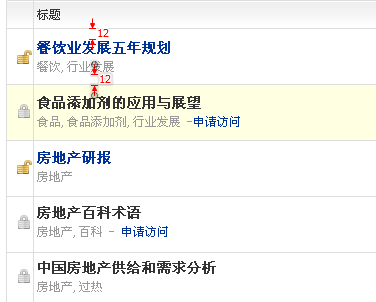 标题
12
餐饮业发展五年规划
餐饮, 行业发展
12
食品添加剂的应用与展望
食品, 食品添加剂, 行业发展 -申请访问
房地产研报
房地产
房地产百科术语
房地产, 百科 - 申请访问
中国房地产供给和需求分析
房地产, 过热